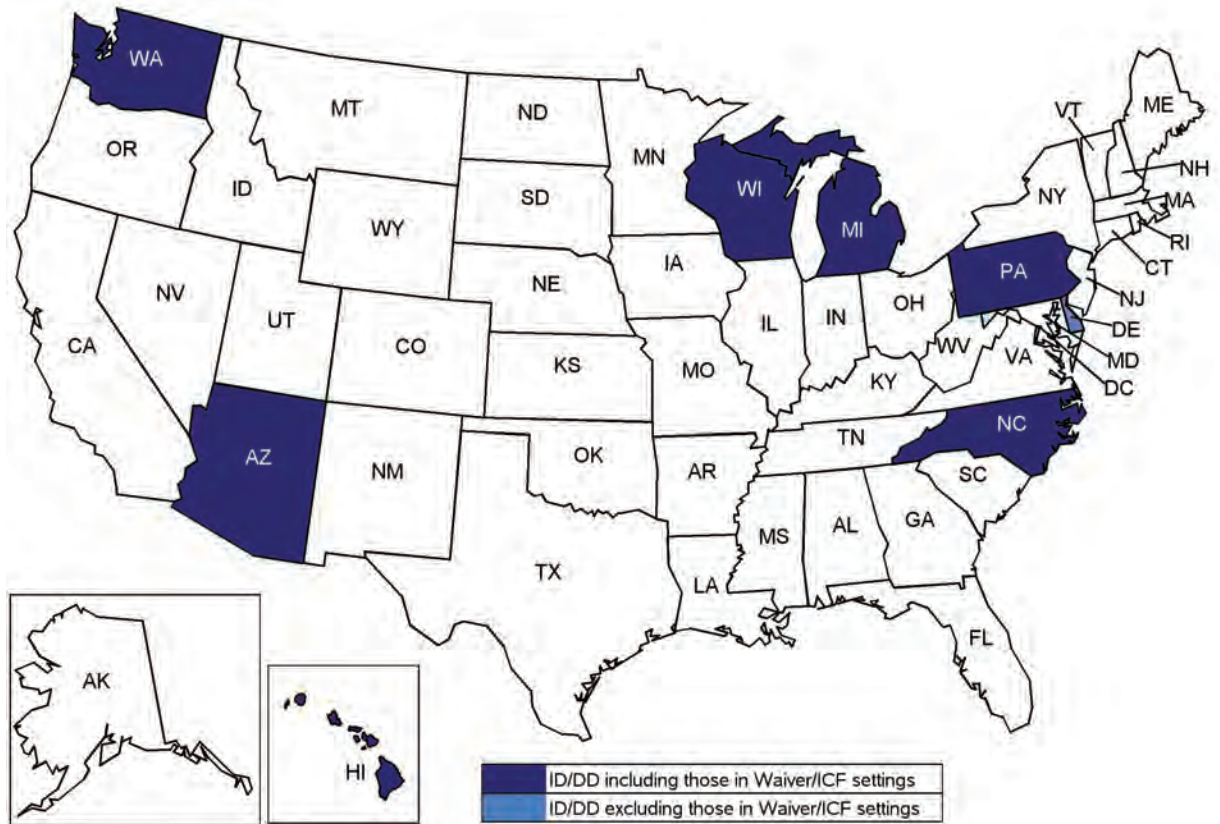 WA
MT
ND
MN
VT
ME
OR
ID
SD
WI
NY
NH
MA
WY
MI
RI
CT
IA
PA
NE
NJ
NV
OH
DE
UT
IL
IN
CA
CO
WV
VA
MD
KS
MO
KY
DC
TN
NC
AZ
OK
NM
AR
SC
MS
AL
GA
TX
LA
FL
AK
HI
ID/DD including those in Waiver/ICF settings
ID/DD excluding those in Waiver/ICF settings